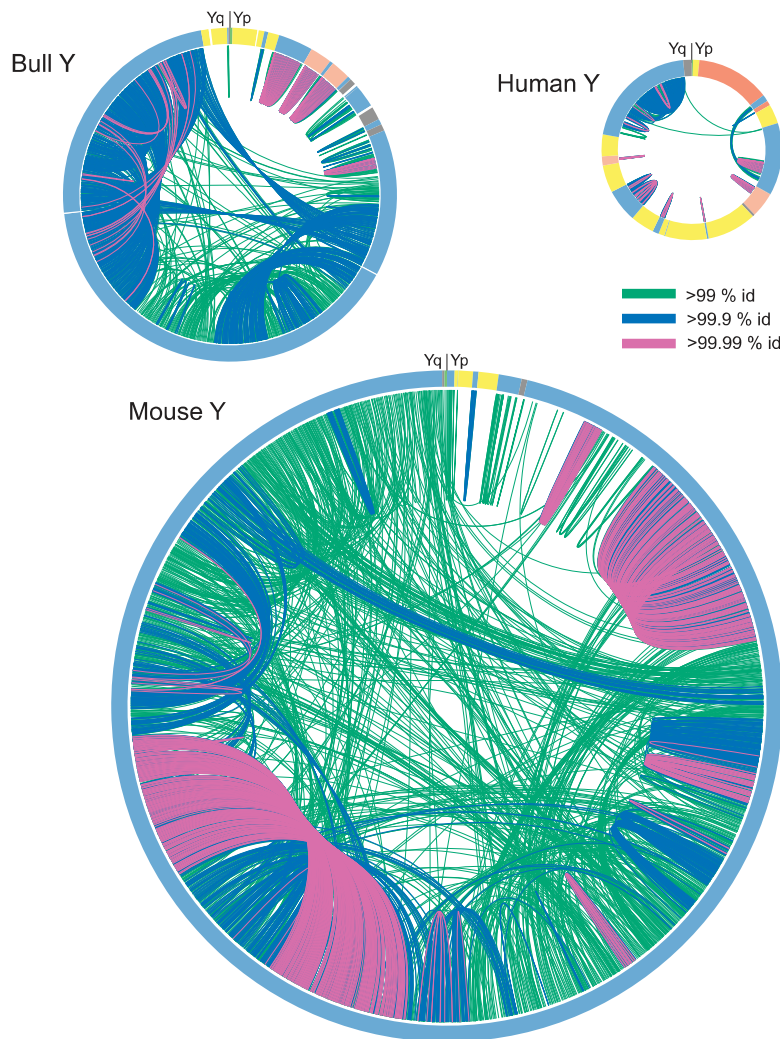 Yq Yp
Bull Y
Yq Yp
Human Y
>99 % id
>99.9 % id
>99.99 % id
Yq Yp
Mouse Y